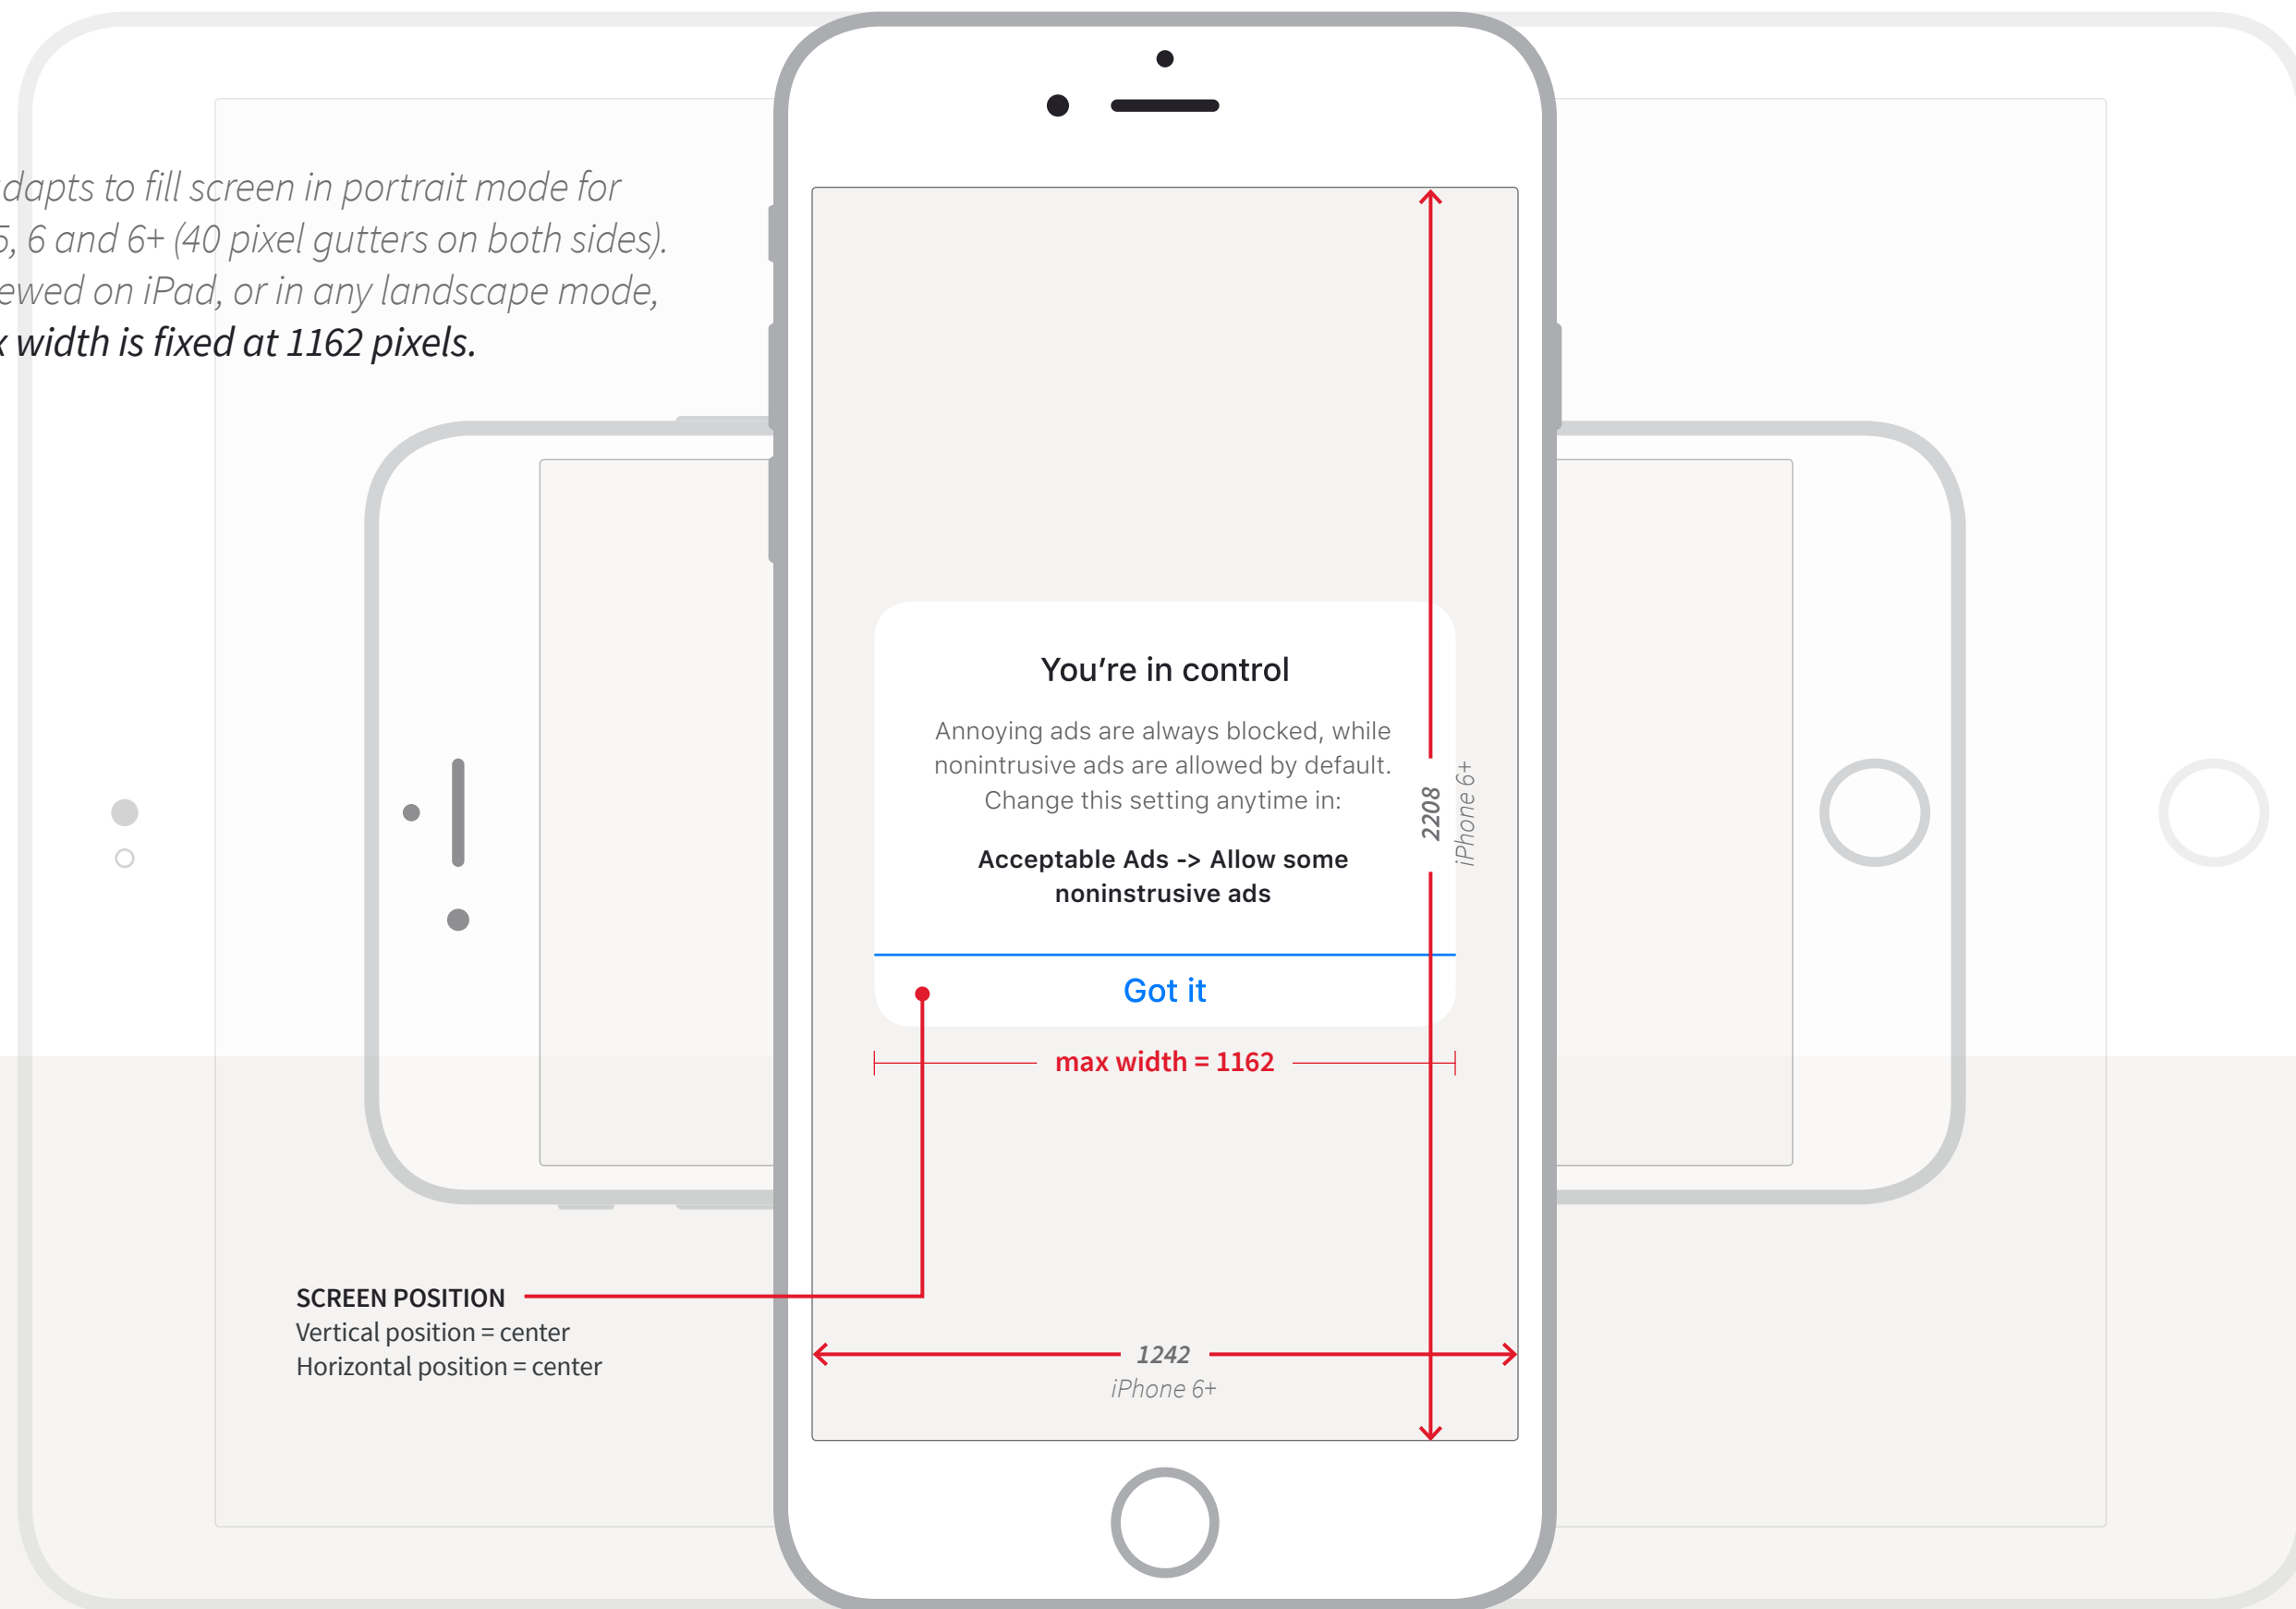 dapts to fill screen in portrait mode for
5, 6 and 6+ (40 pixel gutters on both sides).
ewed on iPad, or in any landscape mode,
x width is fixed at 1162 pixels.
You’re in control
Annoying ads are always blocked, while
nonintrusive ads are allowed by default.
Change this setting anytime in:
Acceptable Ads -> Allow some
noninstrusive ads
Got it
2208
iPhone 6+
max width = 1162
SCREEN POSITION
Vertical position = center
Horizontal position = center
1242
iPhone 6+